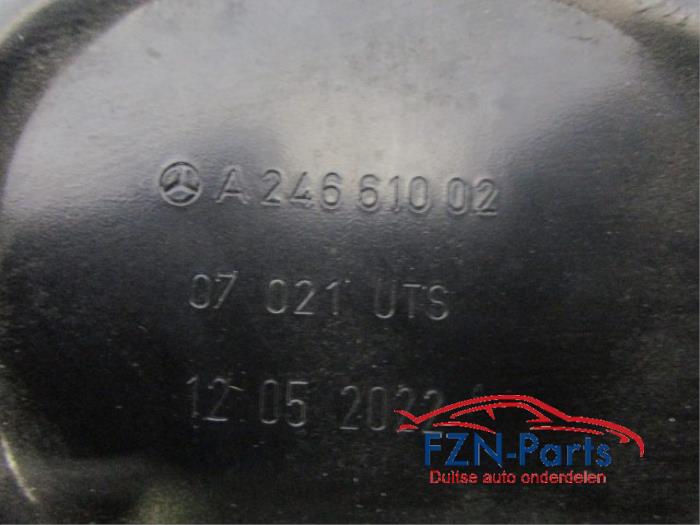 A 246 610 02
07 021 UTS
12 05 2022
FZN-Parts
Duitse auto onderdelen